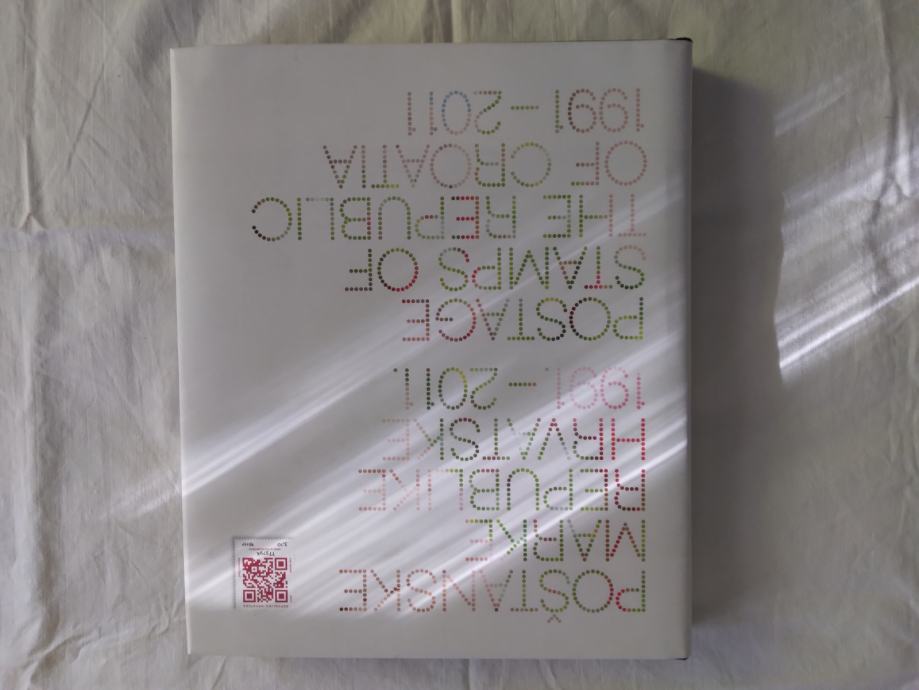 POŠTANSKE
MARKE
REPUBLIKE
HRVATSKE
1991. – 2011.
POSTAGE
STAMPS OF
THE REPUBLIC
OF CROATIA
1991 – 2011